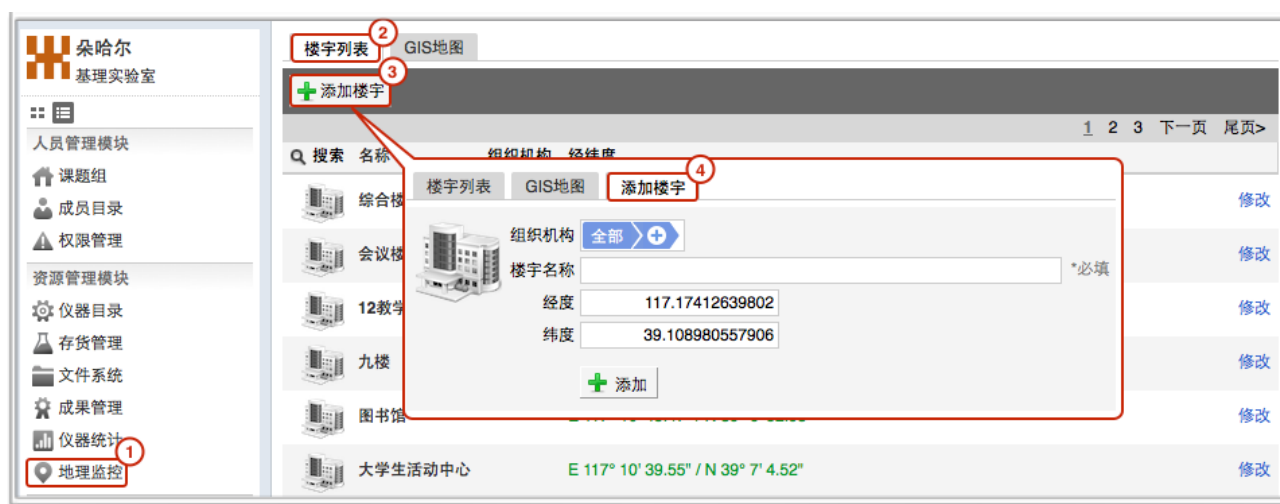 朵哈尔
基理实验室
人员管理模块
课题组
成员目录
权限管理
资源管理模块
仪器目录
存货管理
文件系统
成果管理
仪器统计
1
地理监控
楼宇列表
2
GIS地图
3
添加楼宇
1 2 3 下一页 尾页>
搜索 名称 组织机构 经纬度
综合楼
修改
会议楼
修改
12教学
修改
九楼
修改
图书馆
修改
大学生活动中心 E 117° 10' 39.55" / N 39° 7' 4.52" 修改
4
楼宇列表 GIS地图 添加楼宇
组织机构 全部
楼宇名称 *必填
经度 117.17412639802
纬度 39.108980557906
添加